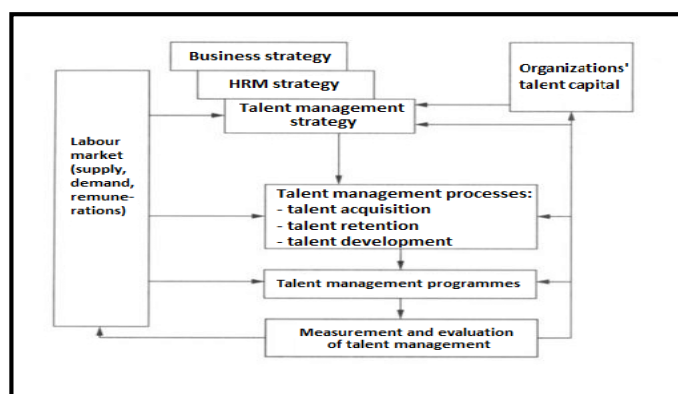 Business strategy
HRM strategy
Talent management
strategy
Organizations'
talent capital
Labour
market
(supply,
demand,
remune-
rations)
Talent management processes:
- talent acquisition
- talent retention
- talent development
Talent management programmes
Measurement and evaluation
of talent management